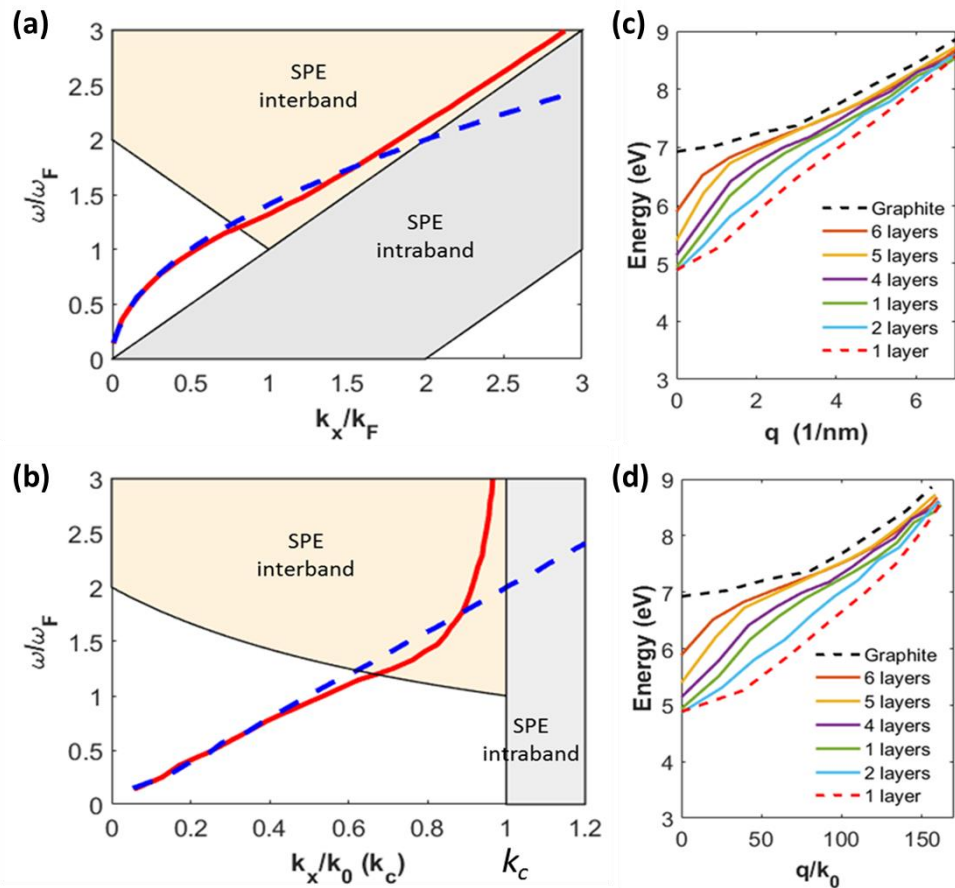 (a)
3
2.5
2
1.5
1
0.5
0
ω/ω_F
SPE
interband
SPE
intraband
0 0.5 1 1.5 2 2.5 3
k_x/k_F
(c)
9
8
7
6
5
4
3
Energy (eV)
Graphite
6 layers
5 layers
4 layers
1 layers
2 layers
1 layer
0 2 4 6
q (1/nm)
(b)
3
2.5
2
1.5
1
0.5
0
ω/ω_F
SPE
interband
SPE
intraband
0 0.2 0.4 0.6 0.8 1 1.2
k_x/k_0 (k_c)
k_c
(d)
9
8
7
6
5
4
3
Energy (eV)
Graphite
6 layers
5 layers
4 layers
1 layers
2 layers
1 layer
0 50 100 150
q/k_0